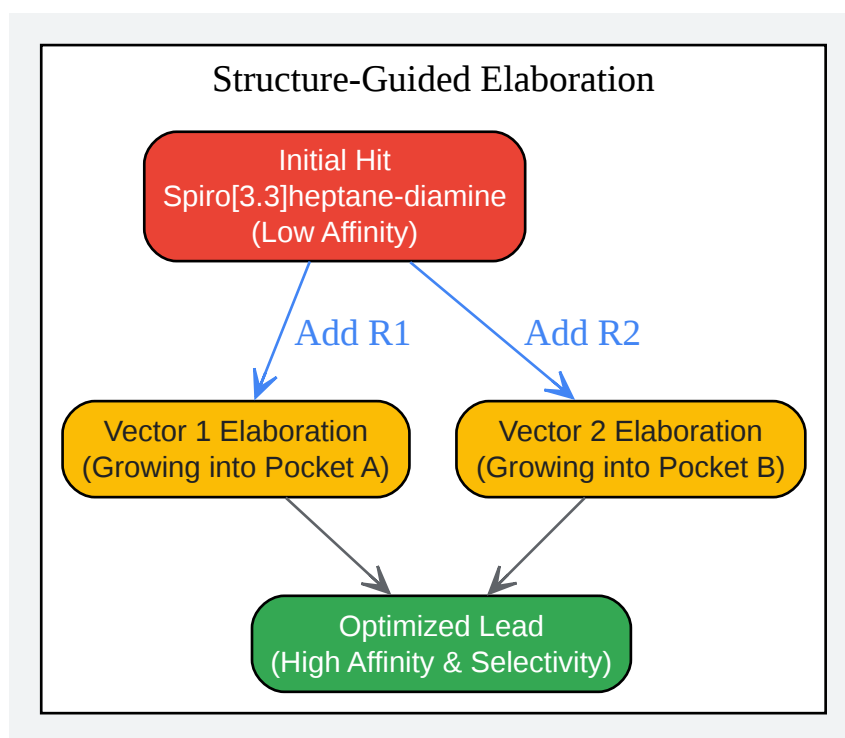 Structure-Guided Elaboration
Initial Hit
Spiro[3.3]heptane-diamine
(Low Affinity)
Add R1
Add R2
Vector 1 Elaboration
(Growing into Pocket A)
Vector 2 Elaboration
(Growing into Pocket B)
Optimized Lead
(High Affinity & Selectivity)